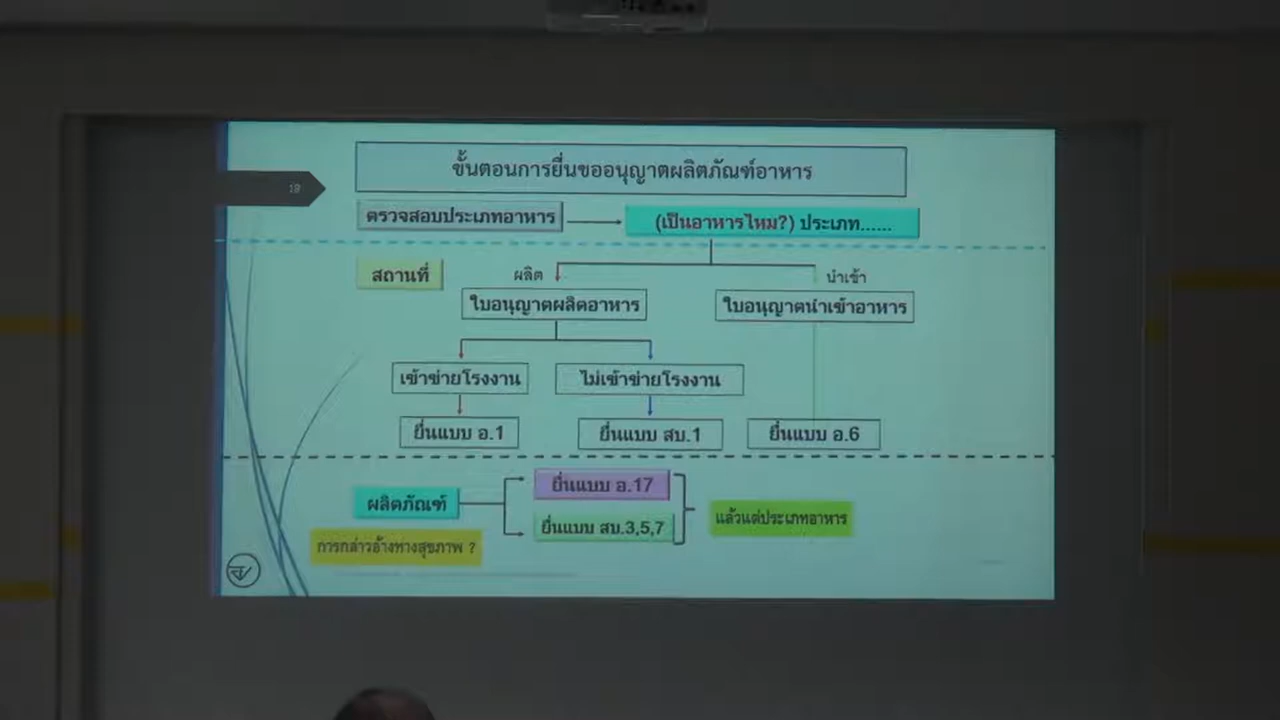 ขั้นตอนการยื่นขออนุญาตผลิตภัณฑ์อาหาร
19
ตรวจสอบประเภทอาหาร
(เป็นอาหารไหม?) ประเภท......
สถานที่
ผลิต
นำเข้า
ใบอนุญาตผลิตอาหาร
ใบอนุญาตนำเข้าอาหาร
เข้าข่ายโรงงาน
ไม่เข้าข่ายโรงงาน
ยื่นแบบ อ.1
ยื่นแบบ สบ.1
ยื่นแบบ อ.6
ผลิตภัณฑ์
ยื่นแบบ อ.17
ยื่นแบบ สบ.3,5,7
แล้วแต่ประเภทอาหาร
การกล่าวอ้างทางสุขภาพ ?